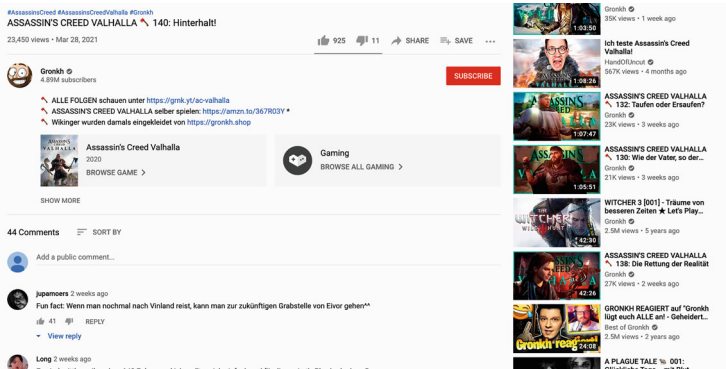 #AssassinsCreed #AssassinsCreedValhalla #Gronkh
ASSASSIN'S CREED VALHALLA 🪓 140: Hinterhalt!
23,450 views • Mar 28, 2021
925
11
SHARE
SAVE
Gronkh
4.89M subscribers
SUBSCRIBE
🪓 ALLE FOLGEN schauen unter https://grnk.yt/ac-valhalla
🪓 ASSASSIN'S CREED VALHALLA selber spielen: https://amzn.to/367R03Y *
🪓 Wikinger wurden damals eingekleidet von https://gronkh.shop
Assassin's Creed Valhalla
2020
BROWSE GAME
Gaming
BROWSE ALL GAMING
SHOW MORE
44 Comments
SORT BY
Add a public comment...
jupamoers 2 weeks ago
Fun fact: Wenn man nochmal nach Vinland reist, kann man zur zukünftigen Grabstelle von Eivor gehen^^
41
REPLY
View reply
Long 2 weeks ago
Gronkh
35K views • 1 week ago
1:03:50
Ich teste Assassin's Creed
Valhalla!
HandOfUncut
567K views • 4 months ago
1:08:26
ASSASSIN'S CREED VALHALLA
🪓 132: Taufen oder Ersaufen?
Gronkh
23K views • 3 weeks ago
1:07:47
ASSASSIN'S CREED VALHALLA
🪓 130: Wie der Vater, so der...
Gronkh
21K views • 3 weeks ago
1:05:51
WITCHER 3 [001] - Träume von
besseren Zeiten ★ Let's Play...
Gronkh
2.5M views • 5 years ago
42:30
ASSASSIN'S CREED VALHALLA
🪓 138: Die Rettung der Realität
Gronkh
27K views • 2 weeks ago
42:26
GRONKH REAGIERT auf "Gronkh
lügt euch ALLE an! - Geheidert...
Best of Gronkh
2.5M views • 2 years ago
Gronkh reag
24:08
A PLAGUE TALE 🐀 001: